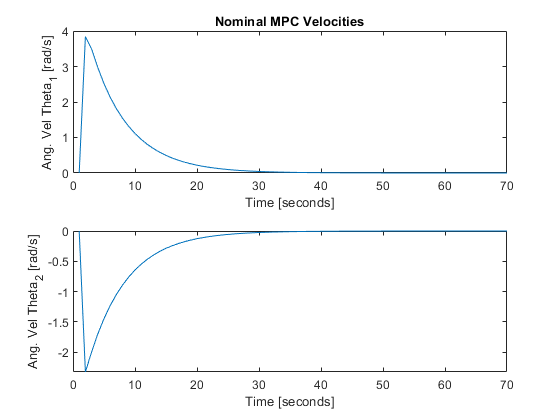 Nominal MPC Velocities
Ang. Vel Theta1 [rad/s]
4
3
2
1
0
0 10 20 30 40 50 60 70
Time [seconds]
Ang. Vel Theta2 [rad/s]
0
-0.5
-1
-1.5
-2
0 10 20 30 40 50 60 70
Time [seconds]